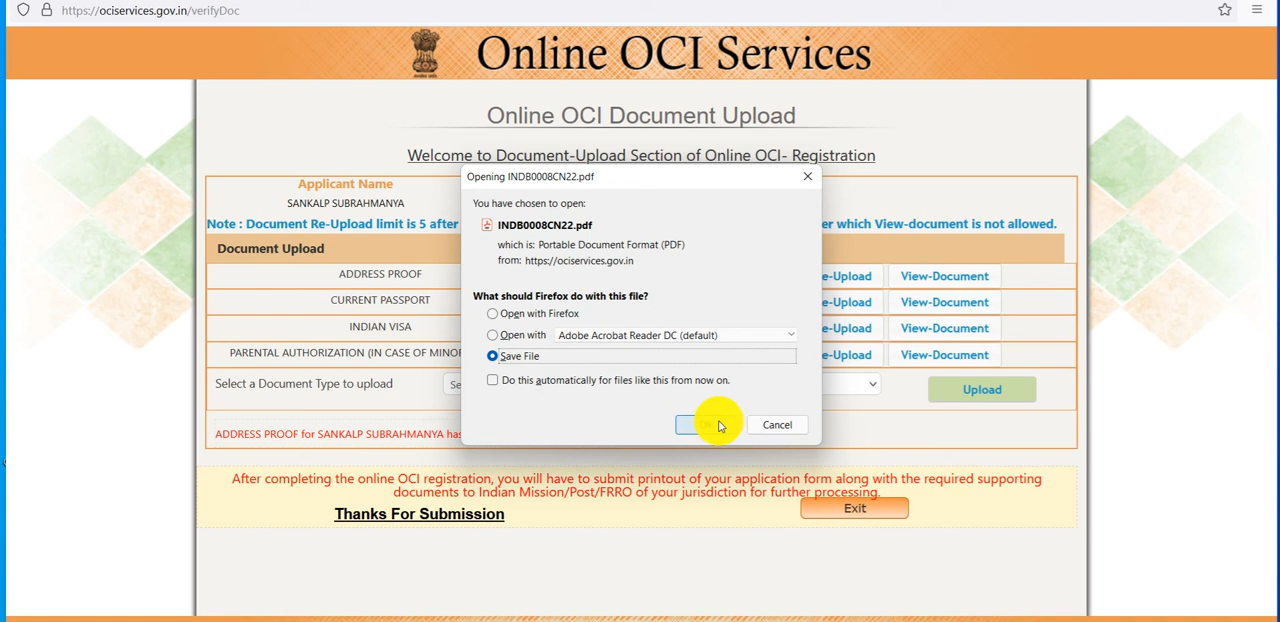 https://ociservices.gov.in/verifyDoc
Online OCI Services
Online OCI Document Upload
Welcome to Document-Upload Section of Online OCI- Registration
Opening INDB0008CN22.pdf
Applicant Name
SANKALP SUBRAHMANYA
You have chosen to open:
Note : Document Re-Upload limit is 5 after
er which View-document is not allowed.
INDB0008CN22.pdf
which is: Portable Document Format (PDF)
from: https://ociservices.gov.in
Document Upload
ADDRESS PROOF
e-Upload View-Document
CURRENT PASSPORT
e-Upload View-Document
INDIAN VISA
e-Upload View-Document
PARENTAL AUTHORIZATION (IN CASE OF MINOR
e-Upload View-Document
What should Firefox do with this file?
Open with Firefox
Open with Adobe Acrobat Reader DC (default)
Save File
Do this automatically for files like this from now on.
Cancel
Select a Document Type to upload
Se
Upload
ADDRESS PROOF for SANKALP SUBRAHMANYA has
After completing the online OCI registration, you will have to submit printout of your application form along with the required supporting
documents to Indian Mission/Post/FRRO of your jurisdiction for further processing.
Thanks For Submission
Exit